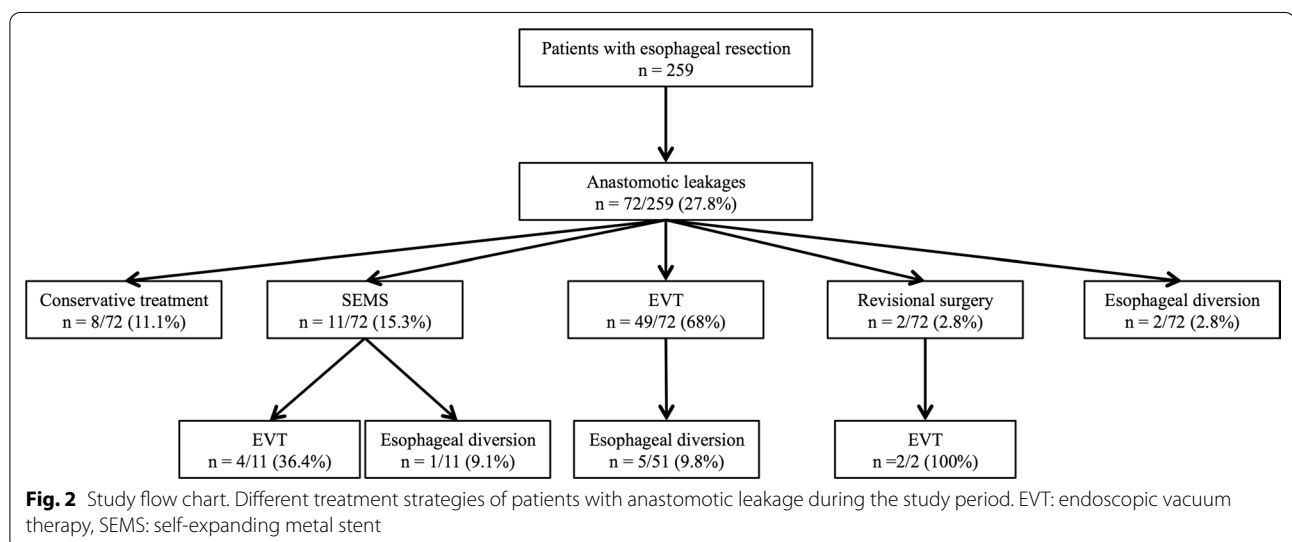 Patients with esophageal resection
n = 259
Anastomotic leakages
n = 72/259 (27.8%)
Conservative treatment
n = 8/72 (11.1%)
SEMS
n = 11/72 (15.3%)
EVT
n = 49/72 (68%)
Revisional surgery
n = 2/72 (2.8%)
Esophageal diversion
n = 2/72 (2.8%)
EVT
n = 4/11 (36.4%)
Esophageal diversion
n = 1/11 (9.1%)
Esophageal diversion
n = 5/51 (9.8%)
EVT
n =2/2 (100%)
Fig. 2 Study flow chart. Different treatment strategies of patients with anastomotic leakage during the study period. EVT: endoscopic vacuum
therapy, SEMS: self-expanding metal stent